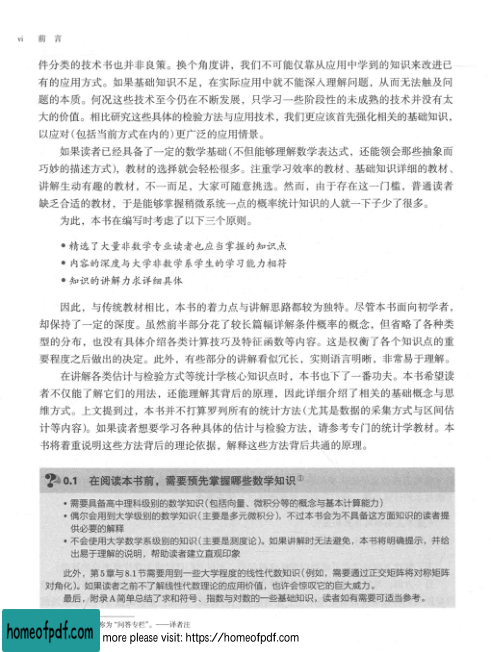 vi 前 言
件分类的技术书也并非良策。换个角度讲，我们不可能仅靠从应用中学到的知识来改进已
有的应用方式。如果基础知识不足，在实际应用中就不能深入理解问题，从而无法触及问
题的本质。何况这些技术至今仍在不断发展，只学习一些阶段性的未成熟的技术并没有太
大的价值。相比研究这些具体的检验方法与应用技术，我们更应该首先强化相关的基础知识，
以应对(包括当前方式在内的)更广泛的应用情景。
如果读者已经具备了一定的数学基础(不但能够理解数学表达式，还能领会那些抽象而
巧妙的描述方式)，教材的选择就会轻松很多。注重学习效率的教材、基础知识详细的教材、
讲解生动有趣的教材，不一而足，大家可随意挑选。然而，由于存在这一门槛，普通读者
缺乏合适的教材，于是能够掌握稍微系统一点的概率统计知识的人就一下子少了很多。
为此，本书在编写时考虑了以下三个原则。
• 精选了大量非数学专业读者也应当掌握的知识点
• 内容的深度与大学非数学系学生的学习能力相符
• 知识的讲解力求详细具体
因此，与传统教材相比，本书的着力点与讲解思路都较为独特。尽管本书面向初学者，
却保持了一定的深度。虽然前半部分花了较长篇幅详解条件概率的概念，但省略了各种类
型的分布，也没有具体介绍各类计算技巧及特征函数等内容。这是权衡了各个知识点的重
要程度之后做出的决定。此外，有些部分的讲解看似冗长，实则语言明晰，非常易于理解。
在讲解各类估计与检验方式等统计学核心知识点时，本书也下了一番功夫。本书希望读
者不仅能了解它们的用法，还能理解其背后的原理，因此详细介绍了相关的基础概念与思
维方式。上文提到过，本书并不打算罗列所有的统计方法(尤其是数据的采集方式与区间估
计等内容)。如果读者想要学习各种具体的估计与检验方法，请参考专门的统计学教材。本
书将着重说明这些方法背后的理论依据，解释这些方法背后共通的原理。
0.1 在阅读本书前，需要预先掌握哪些数学知识①
• 需要具备高中理科级别的数学知识(包括向量、微积分等的概念与基本计算能力)
• 偶尔会用到大学级别的数学知识(主要是多元微积分)，不过本书会为不具备这方面知识的读者提
供必要的解释
• 不会使用大学数学系级别的知识(主要是测度论)。如果讲解时无法避免，本书将明确提示，并给
出易于理解的说明，帮助读者建立直观印象
此外，第5章与8.1节需要用到一些大学程度的线性代数知识(例如，需要通过正交矩阵将对称矩阵
对角化)。如果读者之前不了解线性代数理论的应用价值，也许会惊叹它的巨大威力。
最后，附录A简单总结了求和符号、指数与对数的一些基础知识，读者如有需要可适当参考。
称为“问答专栏”。——译者注
homeofpdf.com
more please visit: https://homeofpdf.com